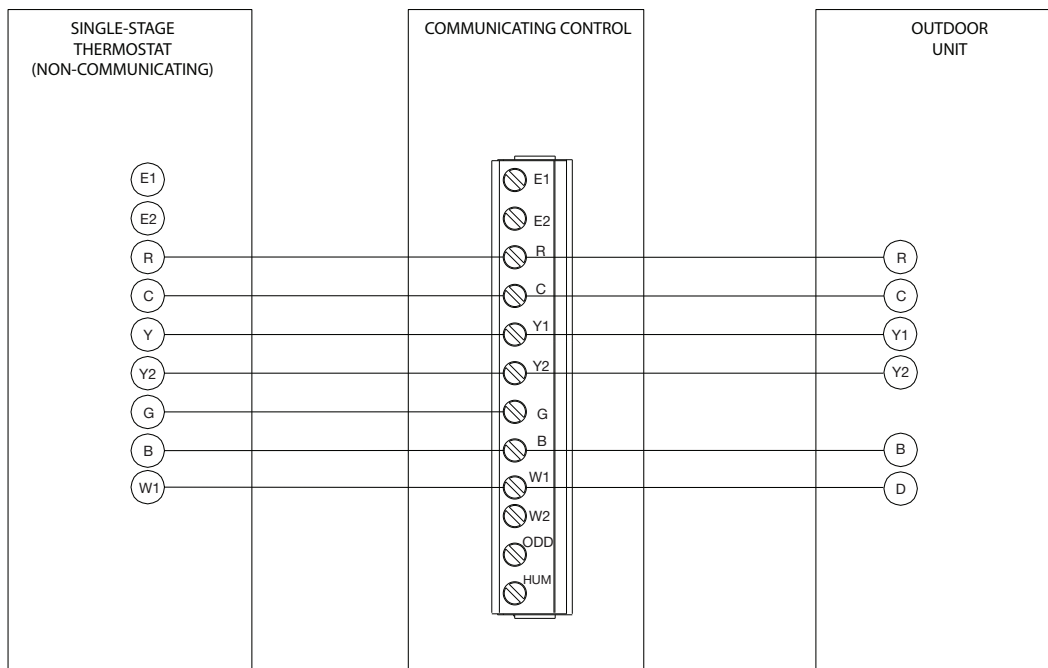 SINGLE-STAGE
THERMOSTAT
(NON-COMMUNICATING)
COMMUNICATING CONTROL
OUTDOOR
UNIT
E1
E2
R
C
Y
Y2
G
B
W1
E1
E2
R
C
Y1
Y2
G
B
W1
W2
ODD
HUM
R
C
Y1
Y2
B
D